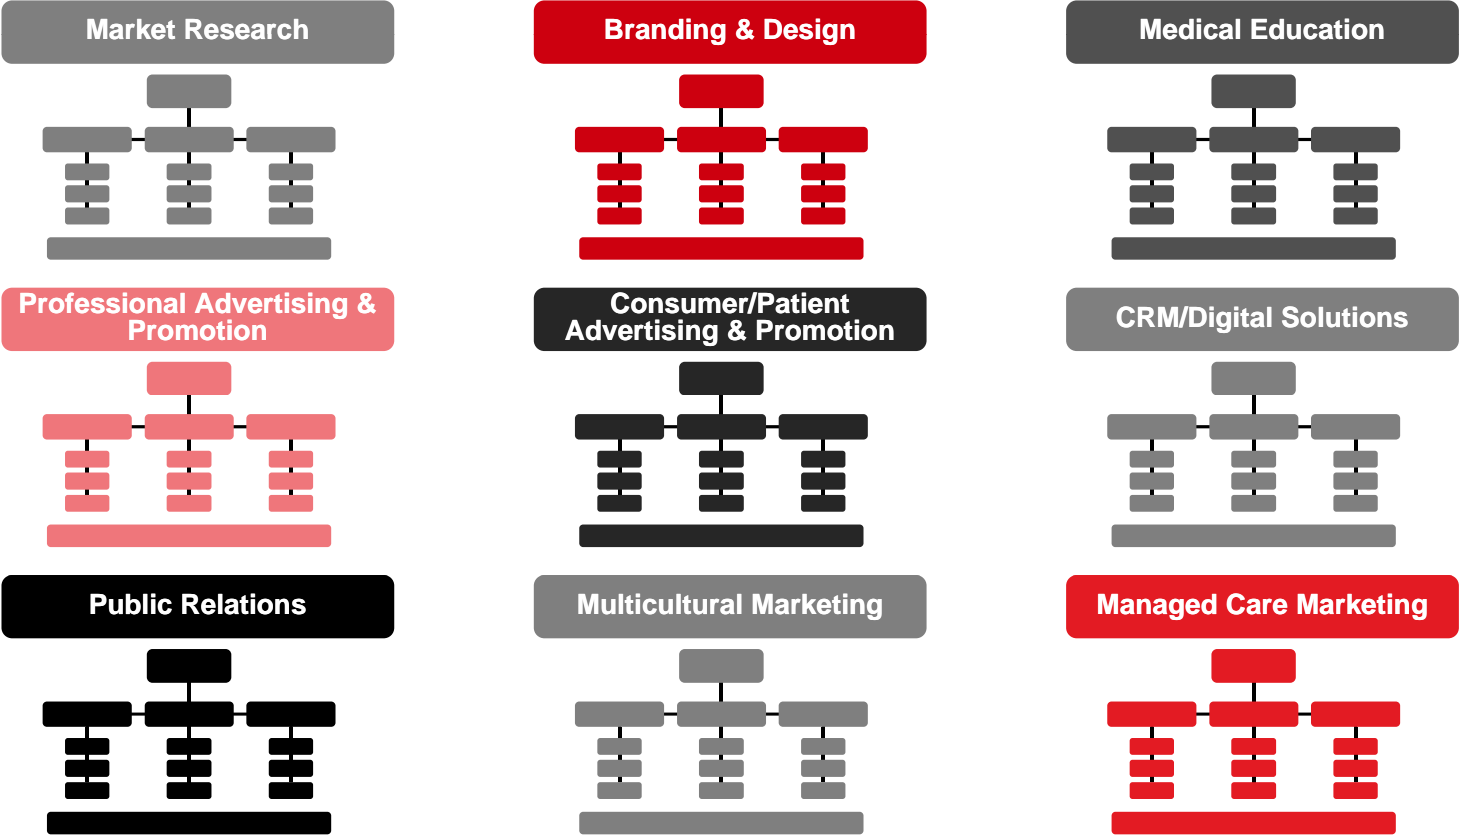 Market Research
Branding & Design
Medical Education
Professional Advertising &
Promotion
Consumer/Patient
Advertising & Promotion
CRM/Digital Solutions
Public Relations
Multicultural Marketing
Managed Care Marketing